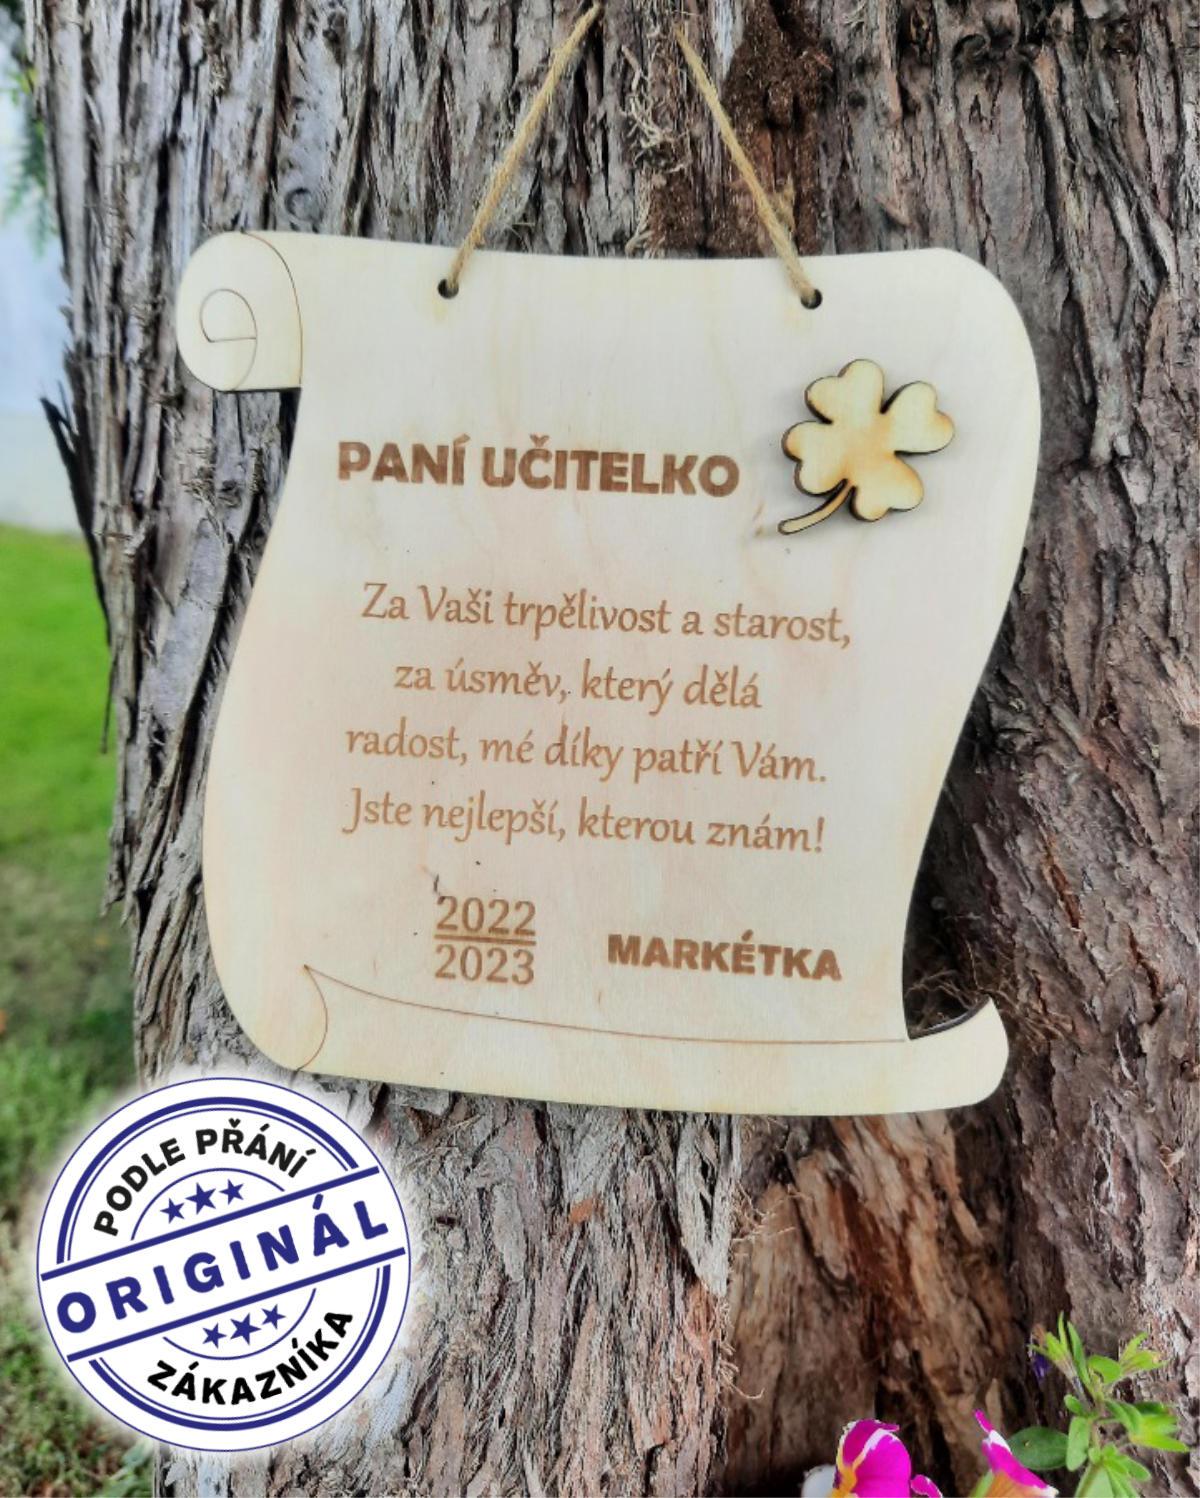 PANÍ UČITELKO
Za Vaši trpělivost a starost,
za úsměv, který dělá
radost, mé díky patří Vám.
Jste nejlepší, kterou znám!
2022
2023
MARKÉTKA
PODLE PŘÁNÍ
ORIGINÁL
ZÁKAZNÍKA